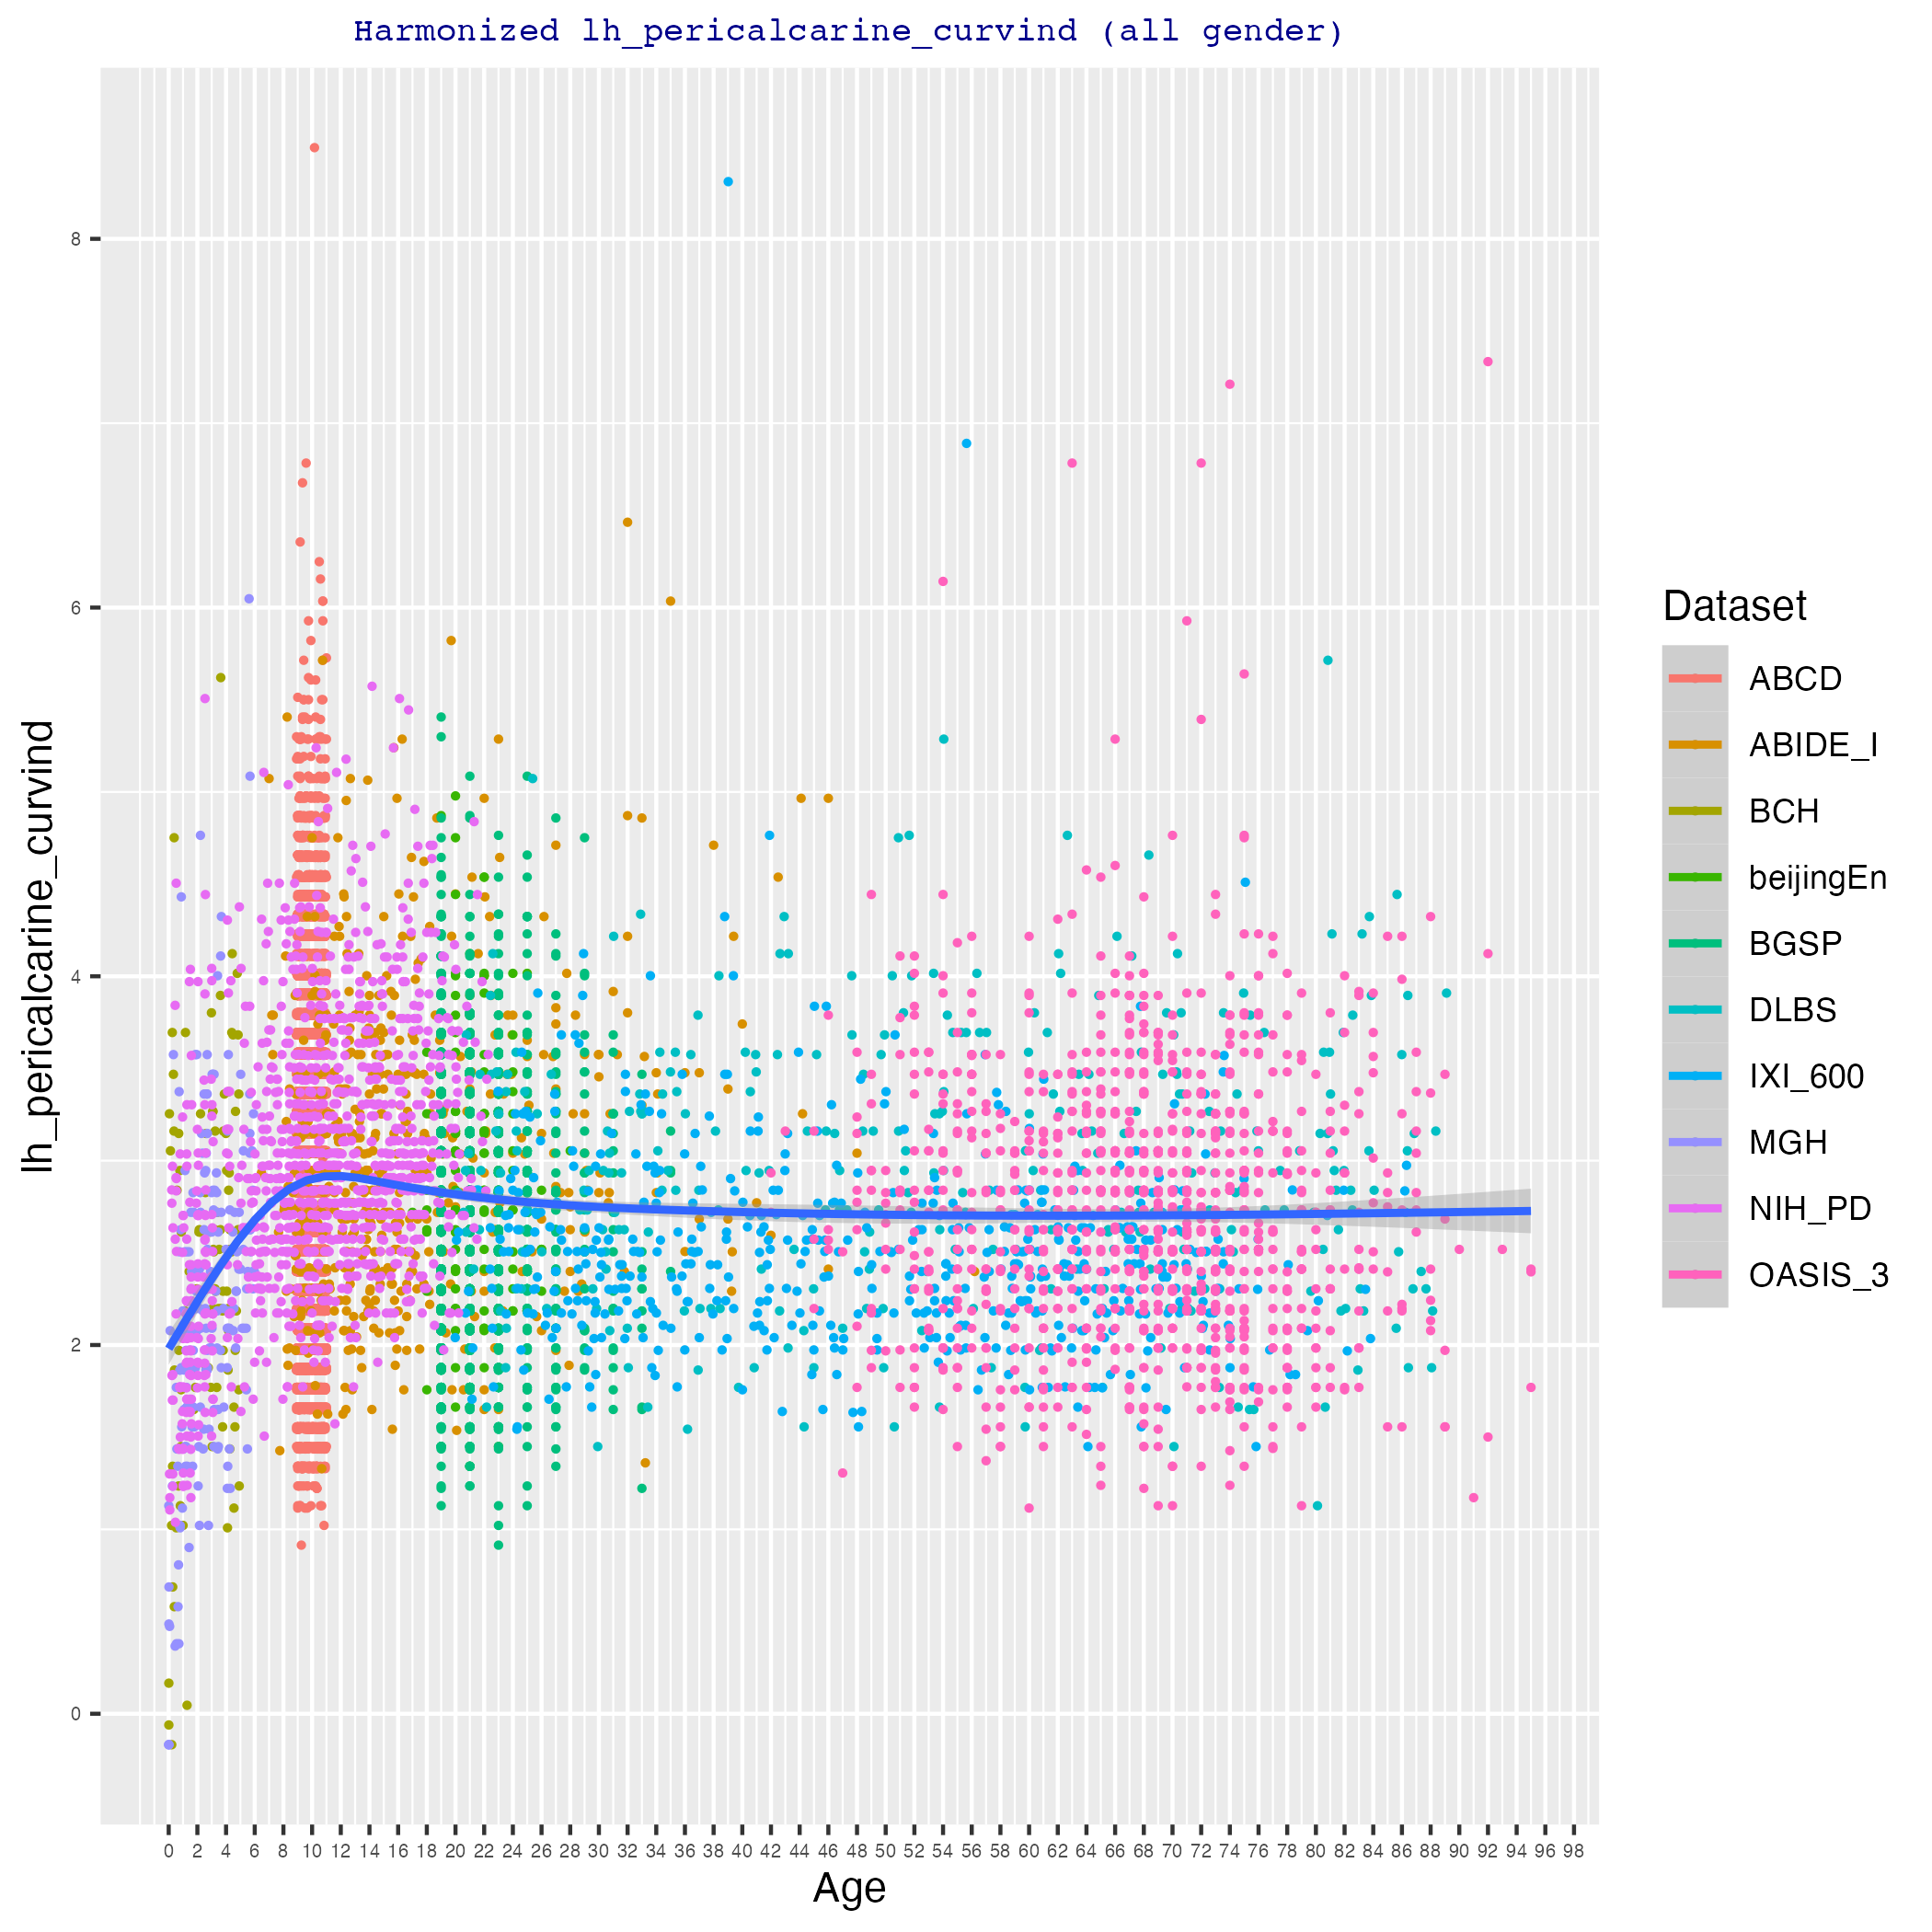 Harmonized lh_pericalcarine_curvind (all gender)
lh_pericalcarine_curvind
8
6
4
2
0
0 2 4 6 8 10 12 14 16 18 20 22 24 26 28 30 32 34 36 38 40 42 44 46 48 50 52 54 56 58 60 62 64 66 68 70 72 74 76 78 80 82 84 86 88 90 92 94 96 98
Age
Dataset
ABCD
ABIDE_I
BCH
beijingEn
BGSP
DLBS
IXI_600
MGH
NIH_PD
OASIS_3